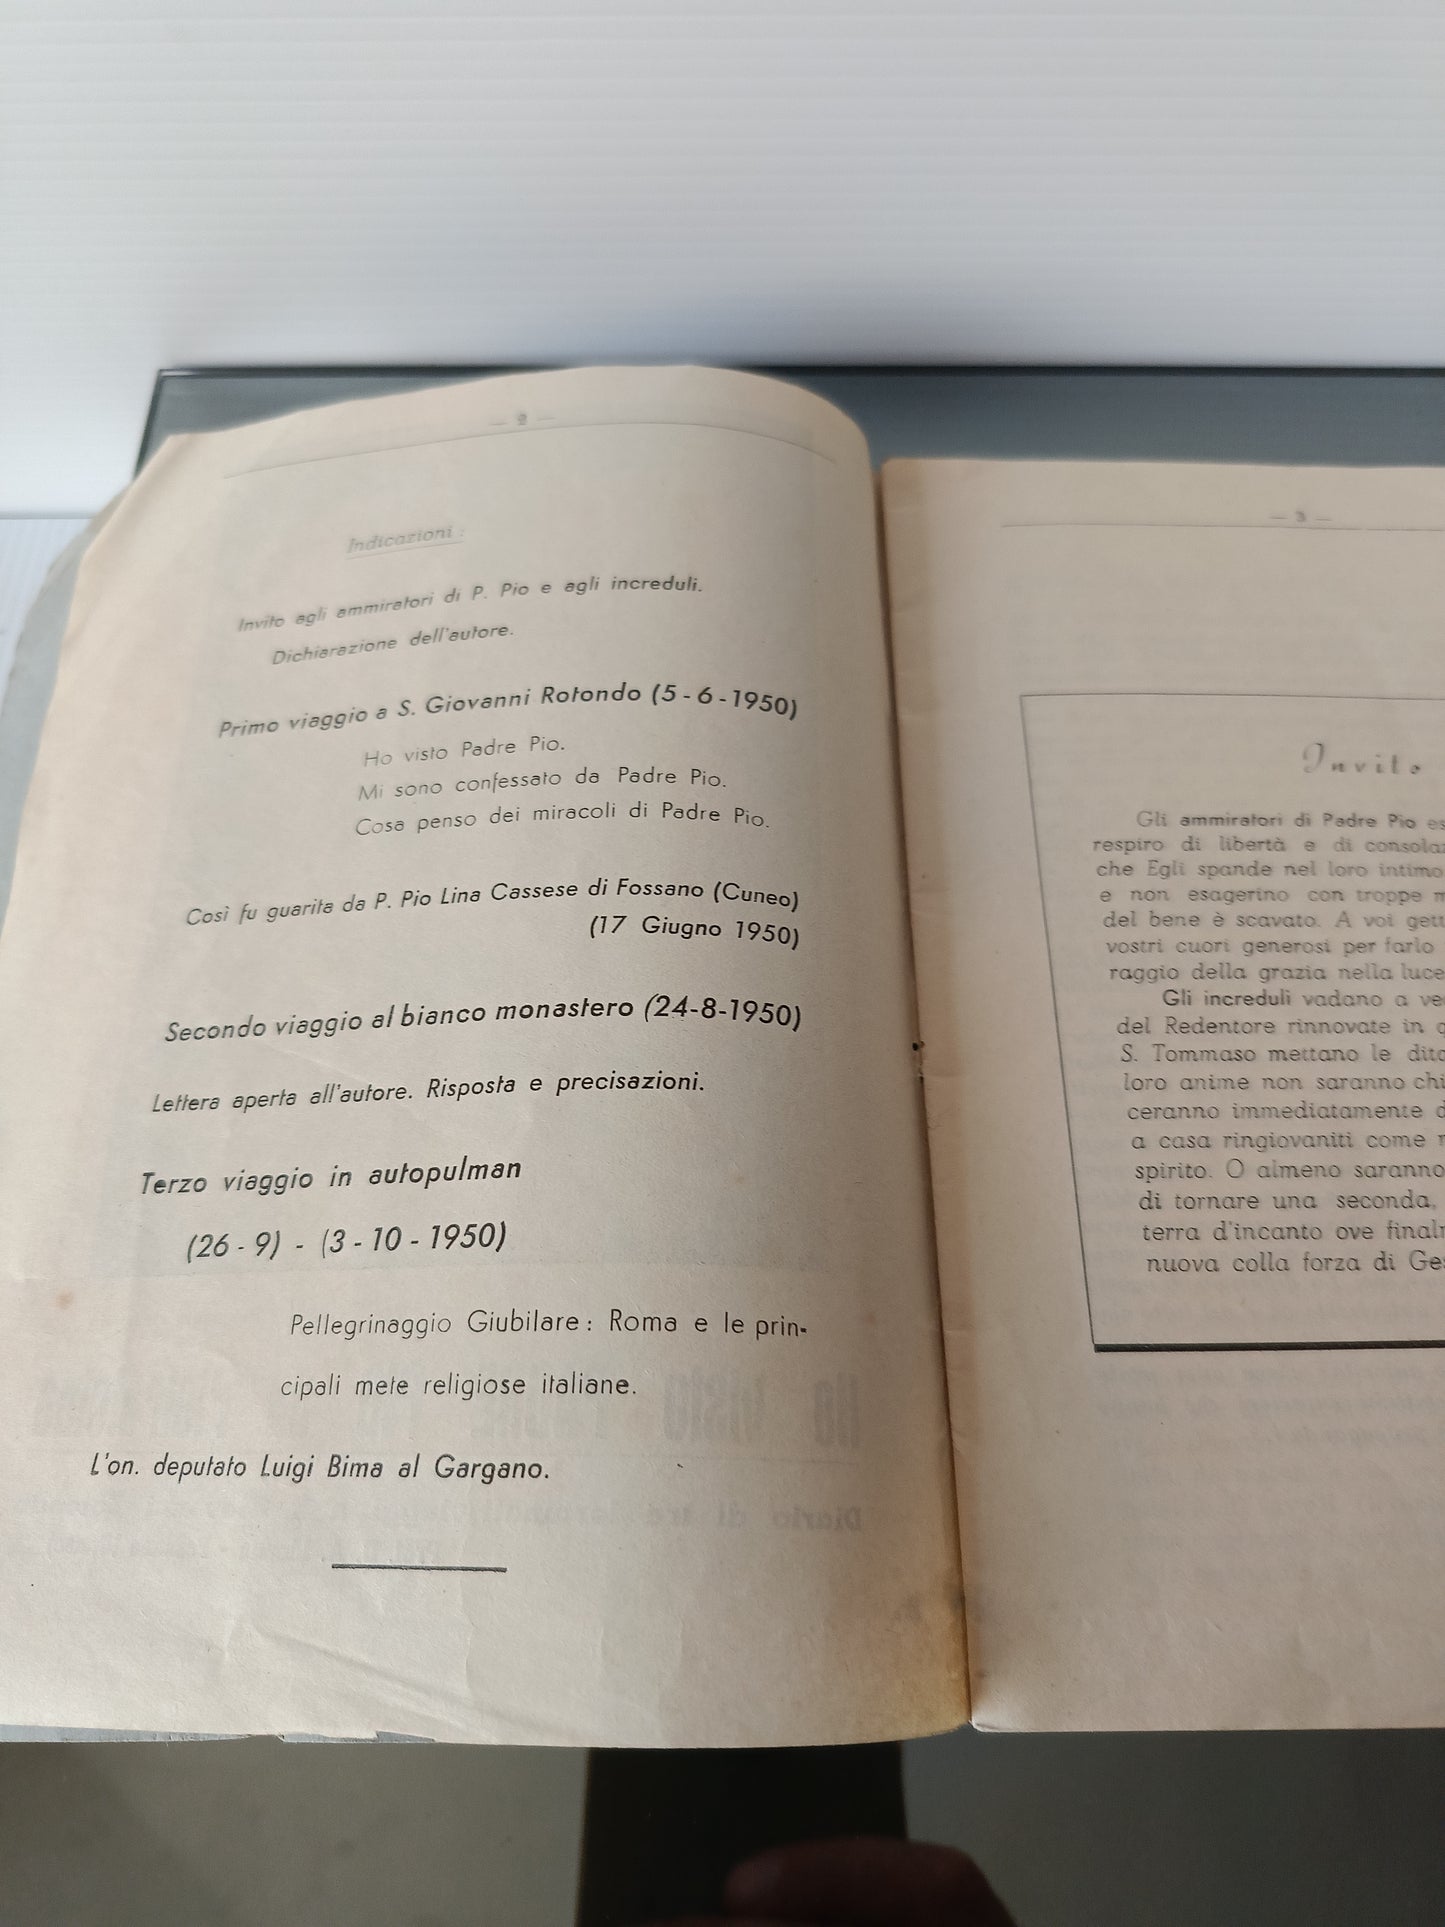 — 2 —
Indicazioni :
Invito agli ammiratori di P. Pio e agli increduli.
Dichiarazione dell'autore.
Primo viaggio a S. Giovanni Rotondo (5 - 6 - 1950)
Ho visto Padre Pio.
Mi sono confessato da Padre Pio.
Cosa penso dei miracoli di Padre Pio.
Così fu guarita da P. Pio Lina Cassese di Fossano (Cuneo)
(17 Giugno 1950)
Secondo viaggio al bianco monastero (24-8-1950)
Lettera aperta all'autore. Risposta e precisazioni.
Terzo viaggio in autopulman
(26 - 9) - (3 - 10 - 1950)
Pellegrinaggio Giubilare : Roma e le prin-
cipali mete religiose italiane.
L'on. deputato Luigi Bima al Gargano.
— 3 —
Invito
Gli ammiratori di Padre Pio es
respiro di libertà e di consola
che Egli spande nel loro intimo
e non esagerino con troppe
del bene è scavato. A voi gett
vostri cuori generosi per farlo
raggio della grazia nella luce
Gli increduli vadano a ve
del Redentore rinnovate in
S. Tommaso mettano le dita
loro anime non saranno chi
ceranno immediatamente
a casa ringiovaniti come
spirito. O almeno saranno
di tornare una seconda,
terra d'incanto ove final
nuova colla forza di Ge